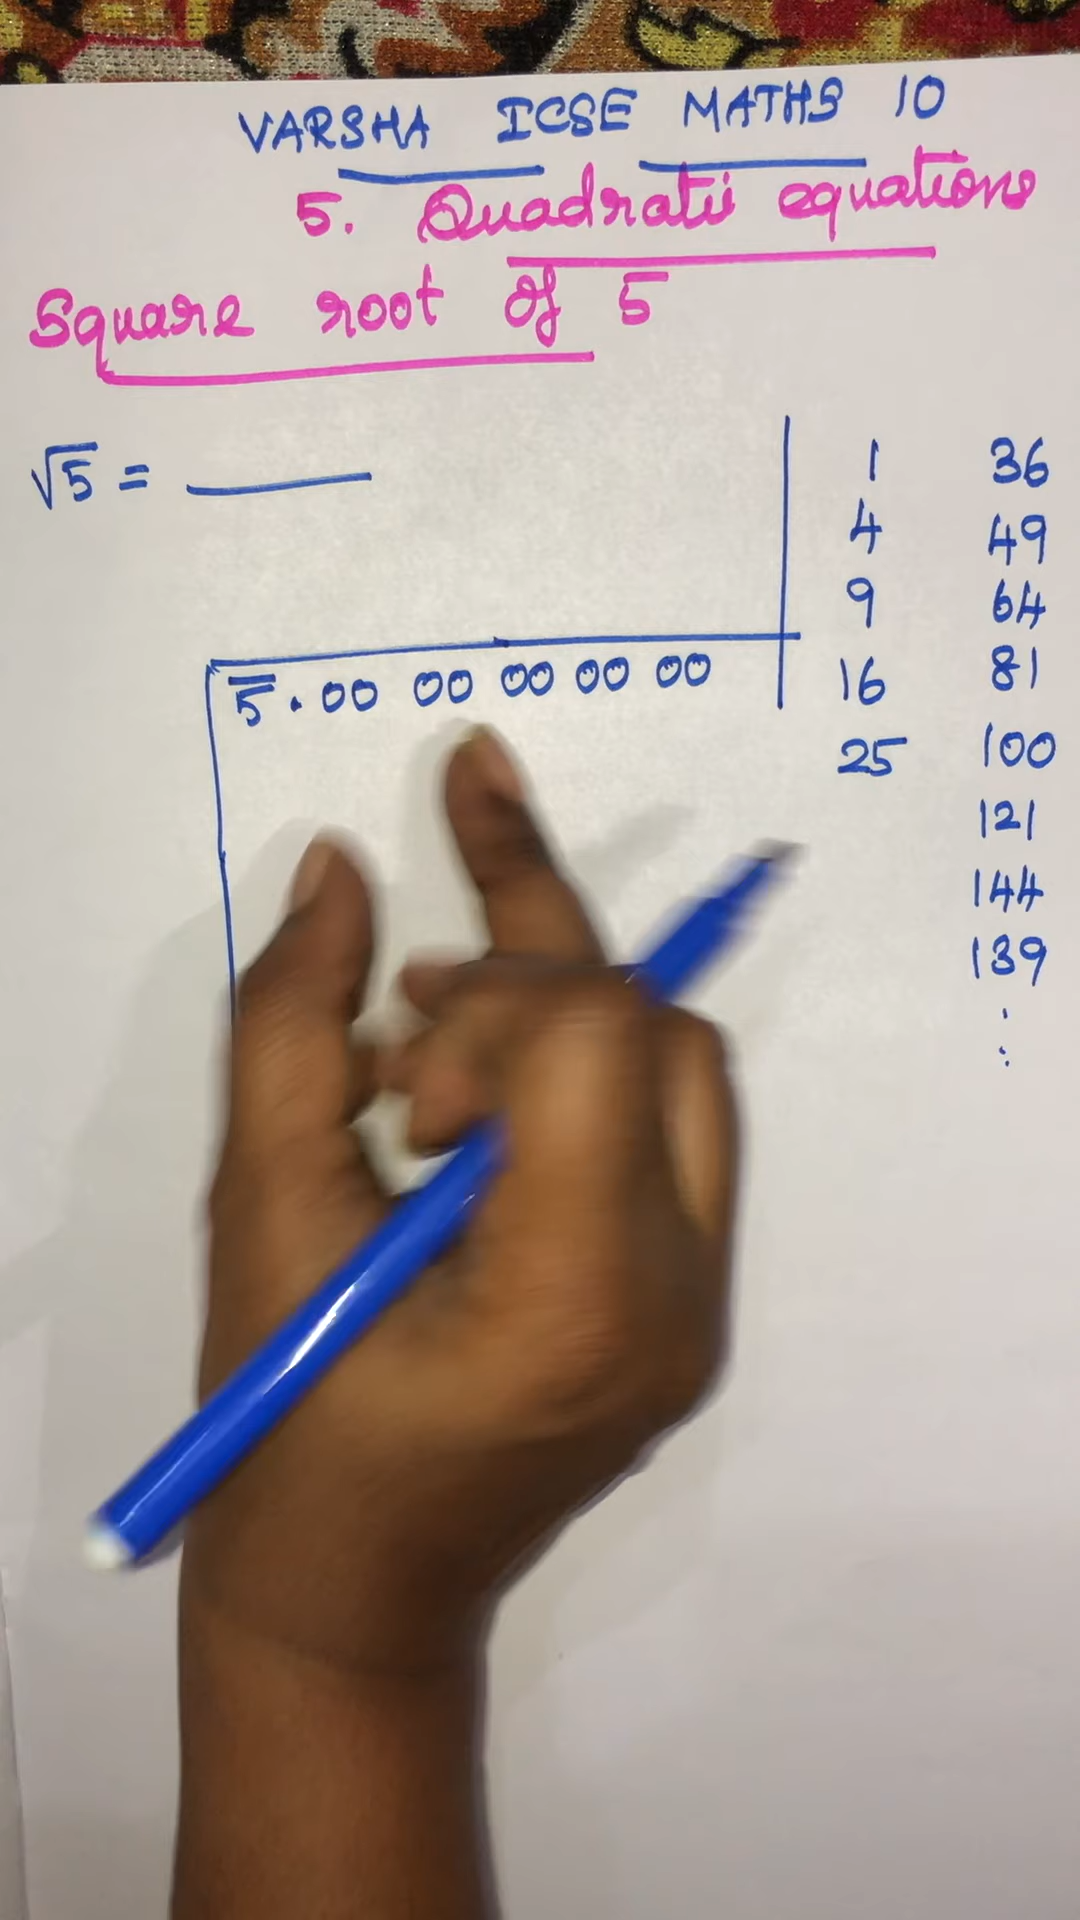 VARSHA ICSE MATHS 10
5. Quadratic equations
Square root of 5
√5 = ____
5.00 00 00 00 00
1 36
4 49
9 64
16 81
25 100
121
144
139
: